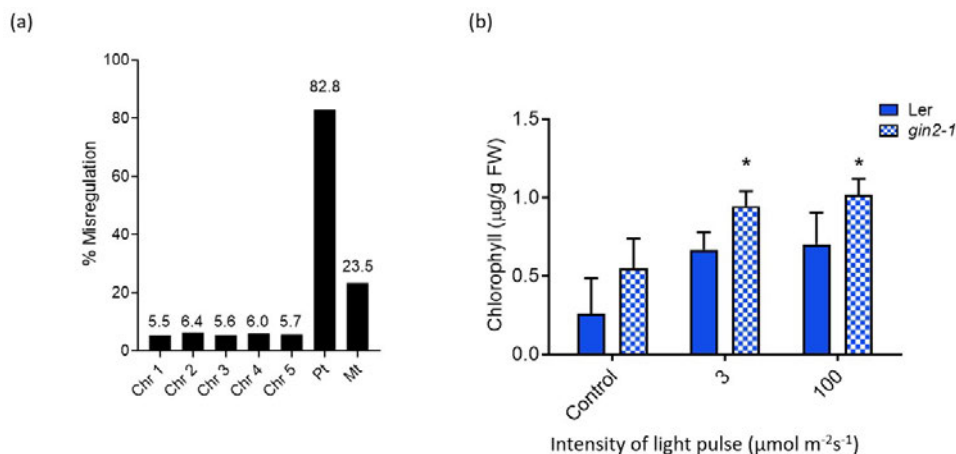 (a)
% Misregulation
100
80
60
40
20
0
5.5
6.4
5.6
6.0
5.7
82.8
23.5
Chr 1
Chr 2
Chr 3
Chr 4
Chr 5
Pt
Mt
(b)
Ler
gin2-1
Chlorophyll (μg/g FW)
1.5
1.0
0.5
0.0
*
*
Control
3
100
Intensity of light pulse (μmol m⁻²s⁻¹)